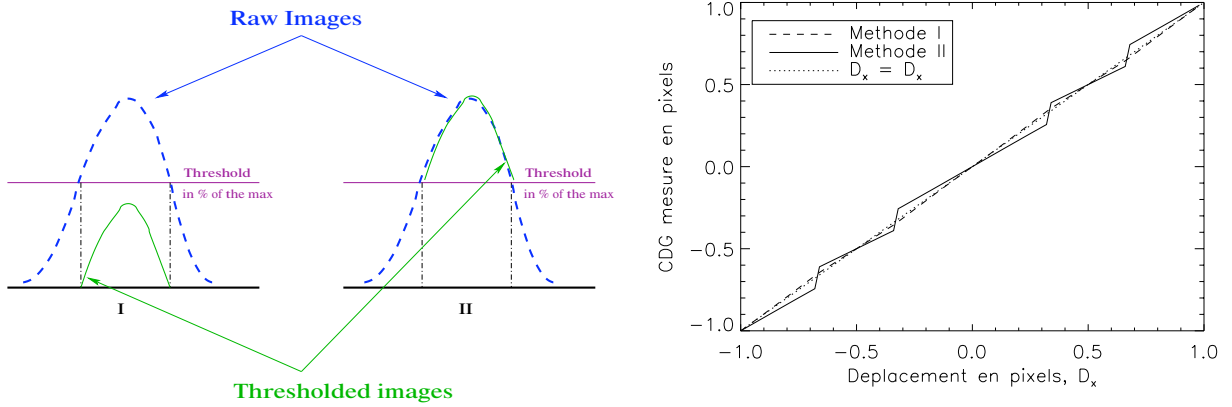 Raw Images
Threshold
in % of the max
I
Threshold
in % of the max
II
Thresholded images
CDG mesure en pixels
1.0
0.5
0.0
-0.5
-1.0
Methode I
Methode II
D_x = D_x
-1.0 -0.5 0.0 0.5 1.0
Deplacement en pixels, D_x